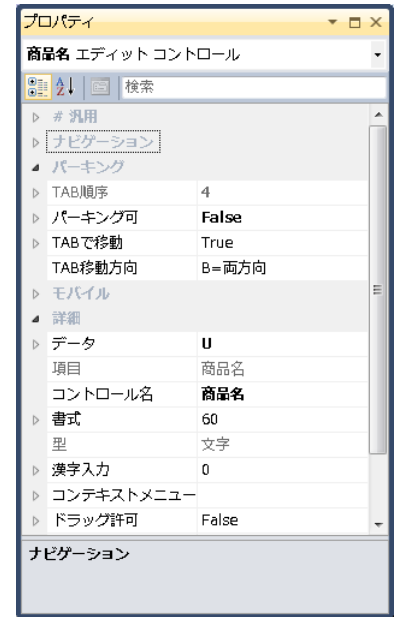 プロパティ
商品名 エディット コントロール
検索
# 汎用
ナビゲーション
パーキング
TAB順序 4
パーキング可 False
TABで移動 True
TAB移動方向 B=両方向
モバイル
詳細
データ U
項目 商品名
コントロール名 商品名
書式 60
型 文字
漢字入力 0
コンテキストメニュー
ドラッグ許可 False
ナビゲーション